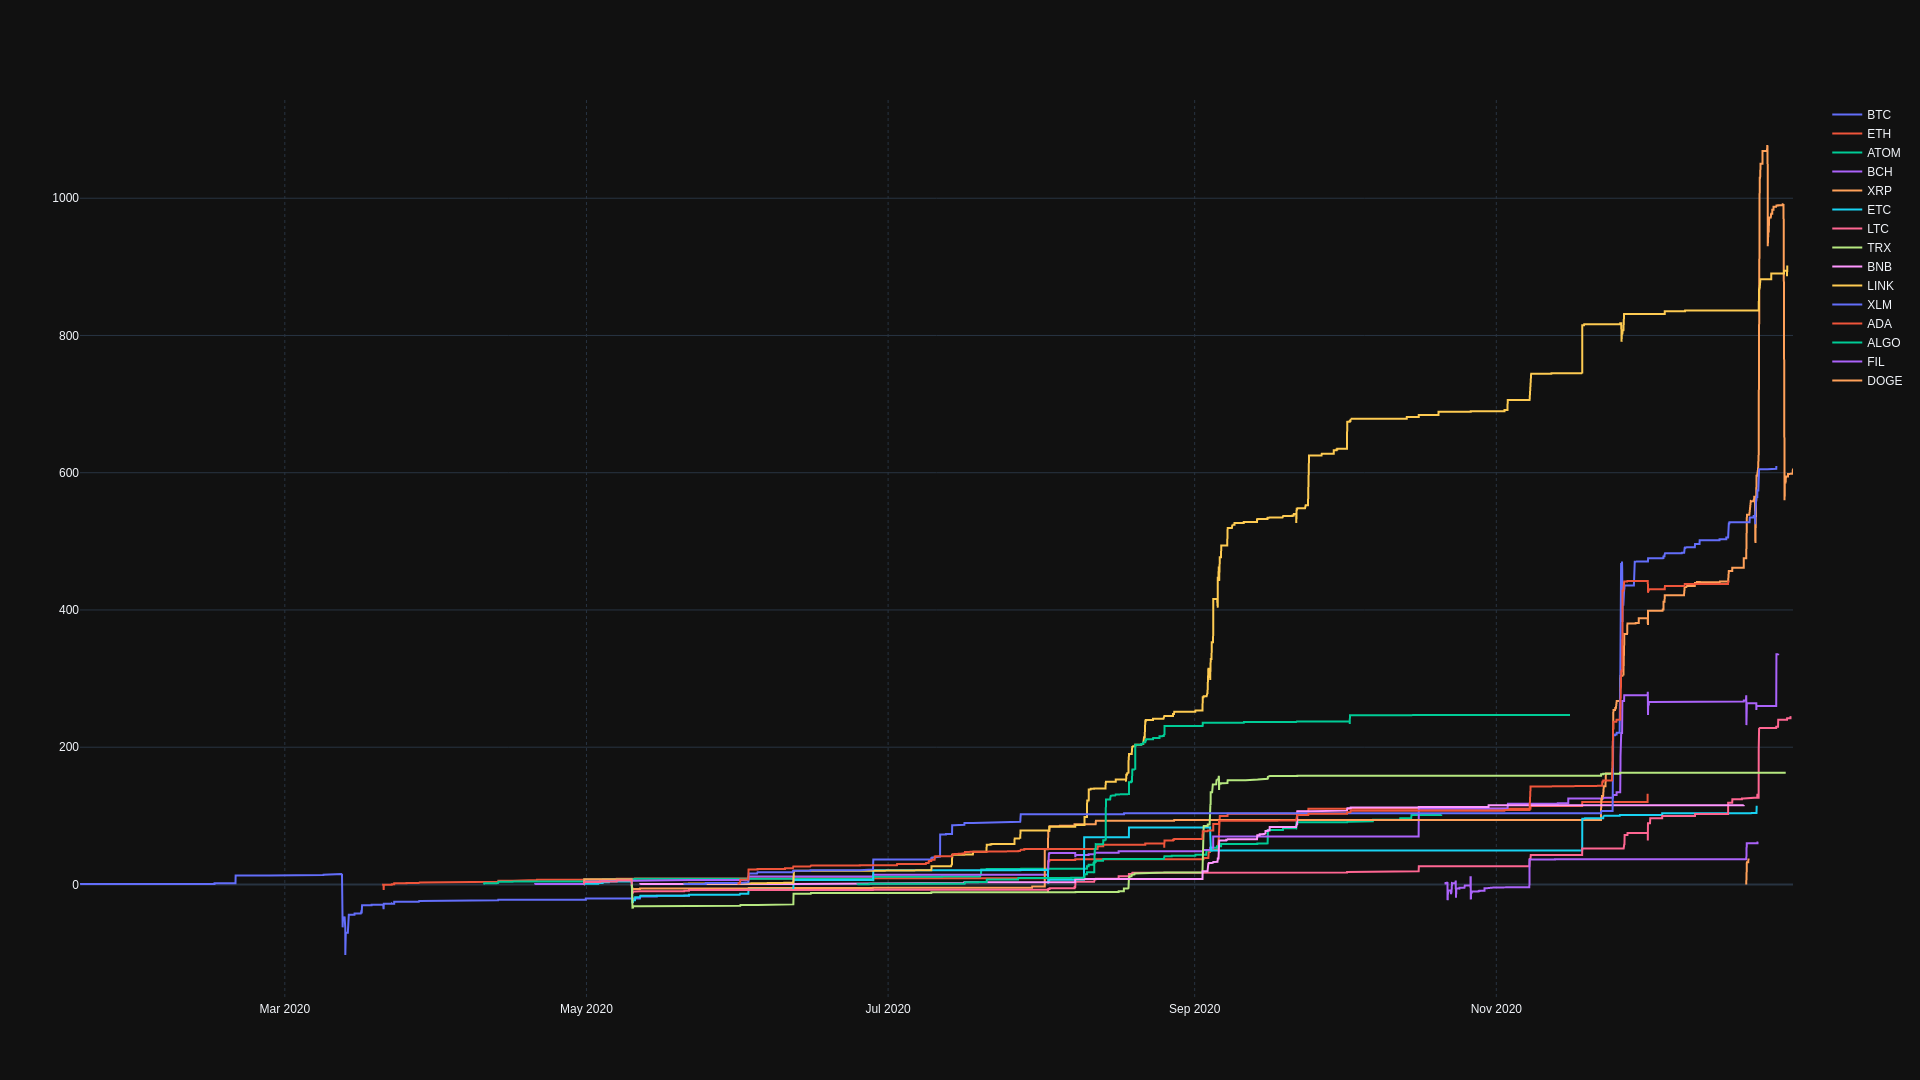 1000
800
600
400
200
0
Mar 2020
May 2020
Jul 2020
Sep 2020
Nov 2020
BTC
ETH
ATOM
BCH
XRP
ETC
LTC
TRX
BNB
LINK
XLM
ADA
ALGO
FIL
DOGE